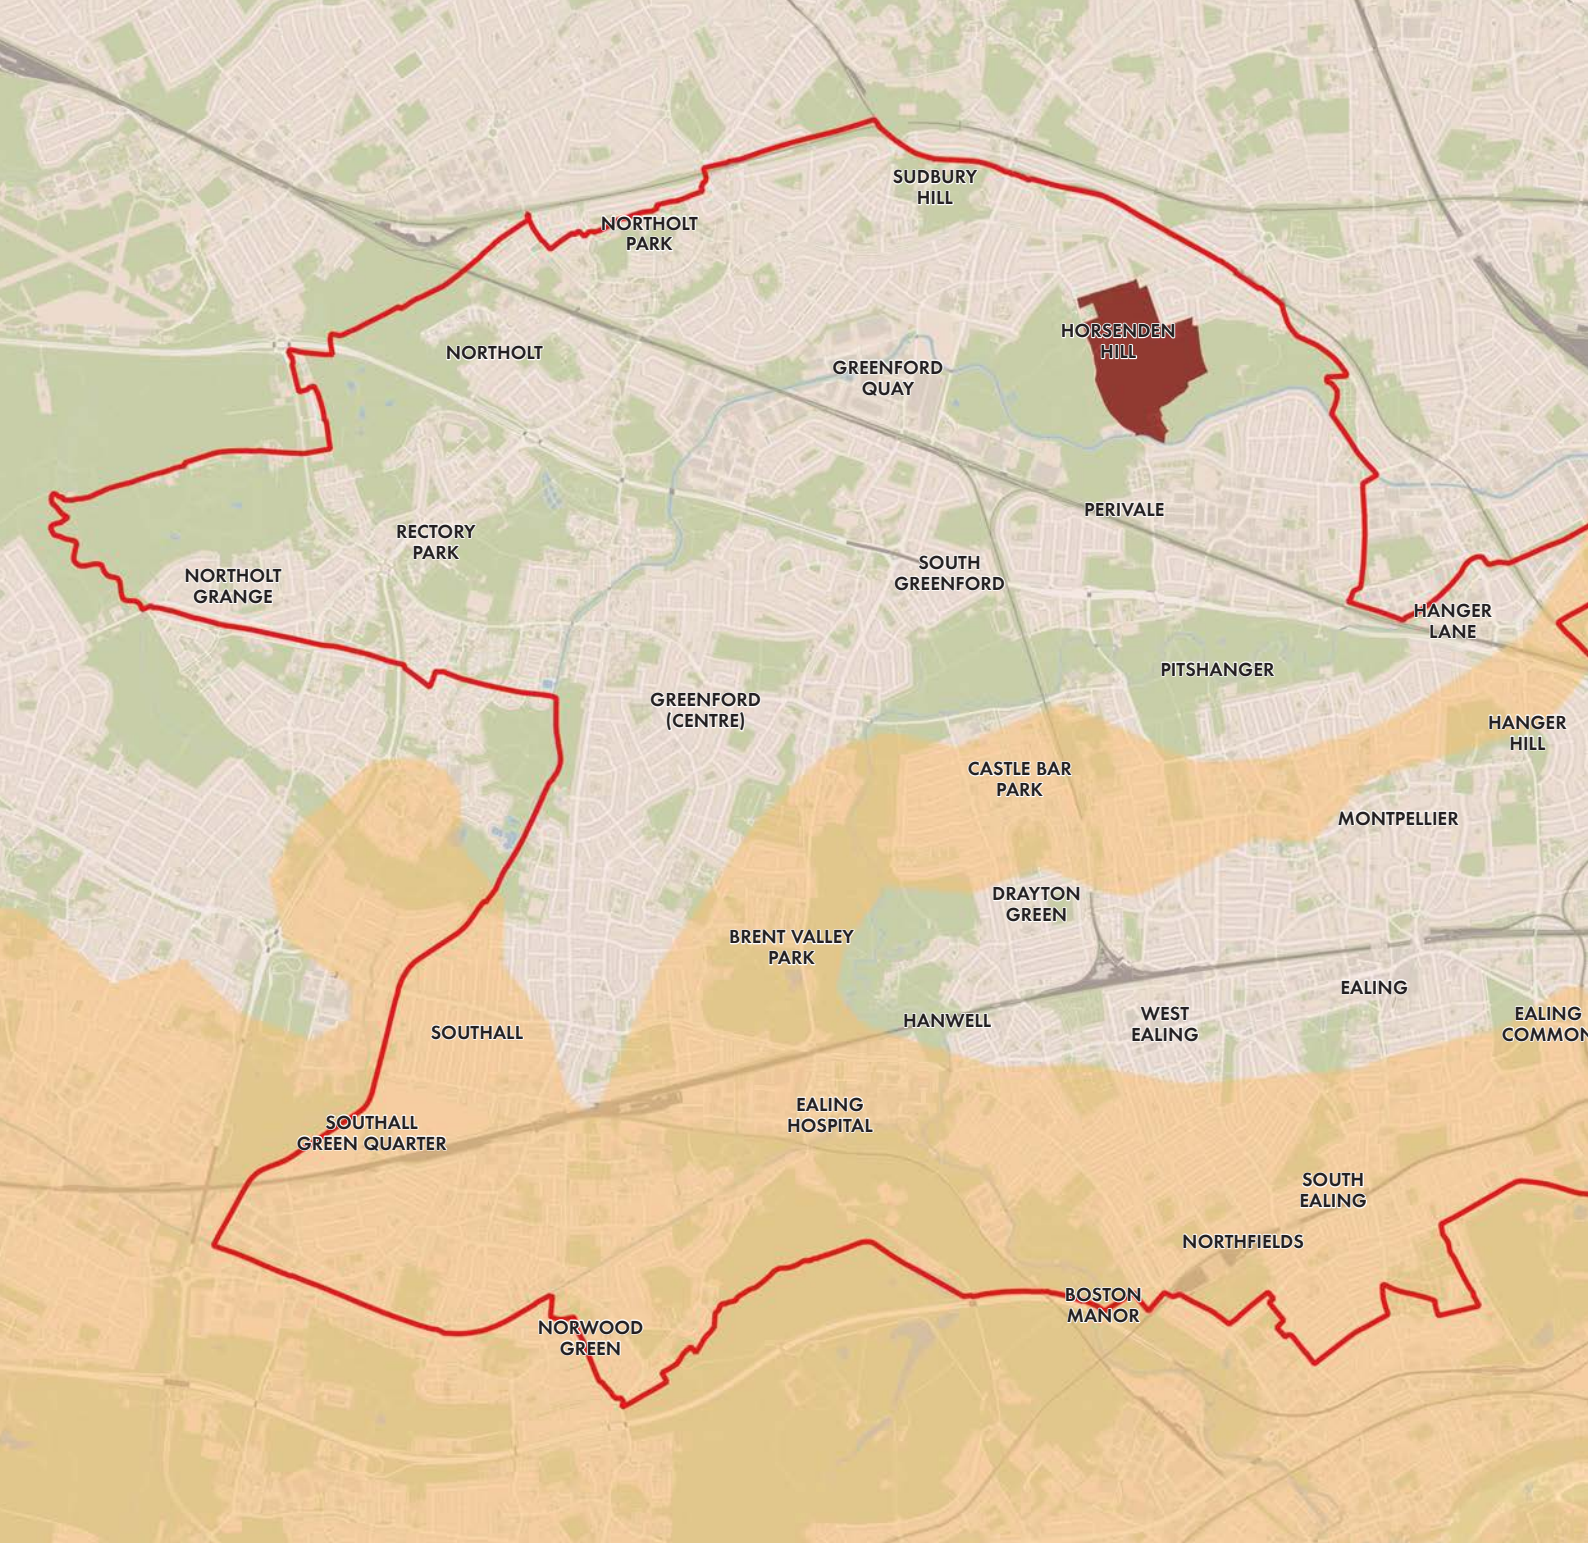 SUDBURY
HILL
NORTHOLT
PARK
HORSENDEN
HILL
NORTHOLT
GREENFORD
QUAY
PERIVALE
RECTORY
PARK
SOUTH
GREENFORD
NORTHOLT
GRANGE
HANGER
LANE
PITSHANGER
GREENFORD
(CENTRE)
HANGER
HILL
CASTLE BAR
PARK
MONTPELLIER
DRAYTON
GREEN
BRENT VALLEY
PARK
EALING
HANWELL
WEST
EALING
EALING
COMMON
SOUTHALL
EALING
HOSPITAL
SOUTHALL
GREEN QUARTER
SOUTH
EALING
NORTHFIELDS
BOSTON
MANOR
NORWOOD
GREEN